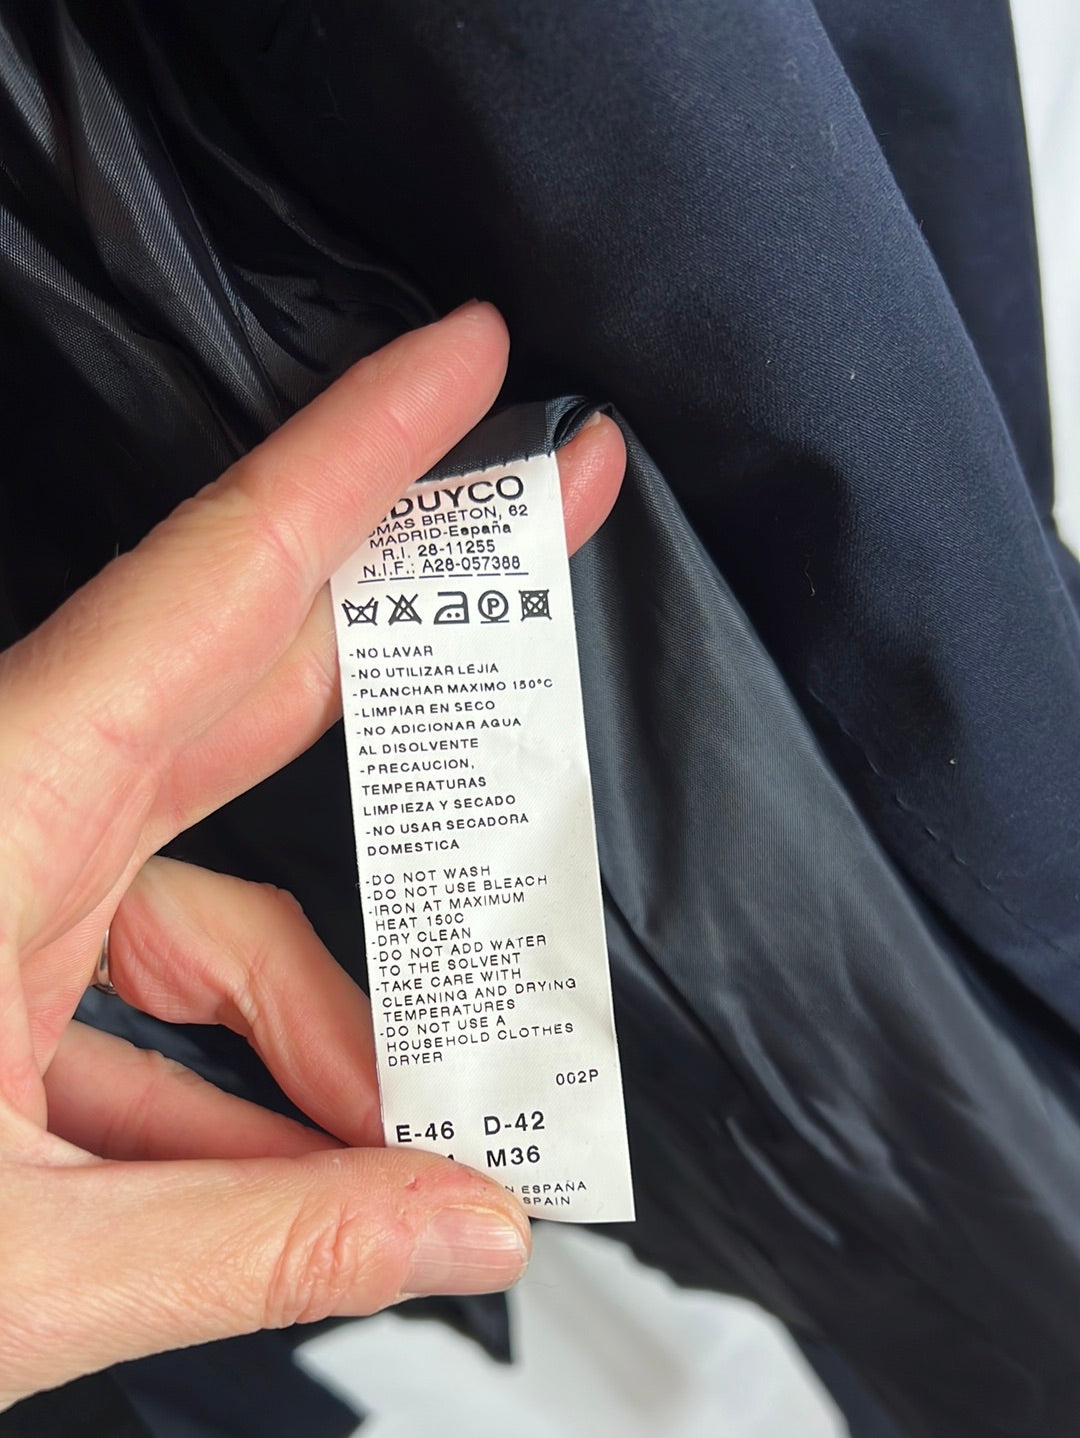 DUYCO
MAS BRETON, 62
MADRID-España
R.I. 28-11255
N.I.F.: A28-057388
P
-NO LAVAR
-NO UTILIZAR LEJIA
-PLANCHAR MAXIMO 150°C
-LIMPIAR EN SECO
-NO ADICIONAR AGUA
AL DISOLVENTE
-PRECAUCION,
TEMPERATURAS
LIMPIEZA Y SECADO
-NO USAR SECADORA
DOMESTICA
-DO NOT WASH
-DO NOT USE BLEACH
-IRON AT MAXIMUM
HEAT 150C
-DRY CLEAN
-DO NOT ADD WATER
TO THE SOLVENT
-TAKE CARE WITH
CLEANING AND DRYING
TEMPERATURES
-DO NOT USE A
HOUSEHOLD CLOTHES
DRYER
002P
E-46 D-42
M36
ESPAÑA
SPAIN